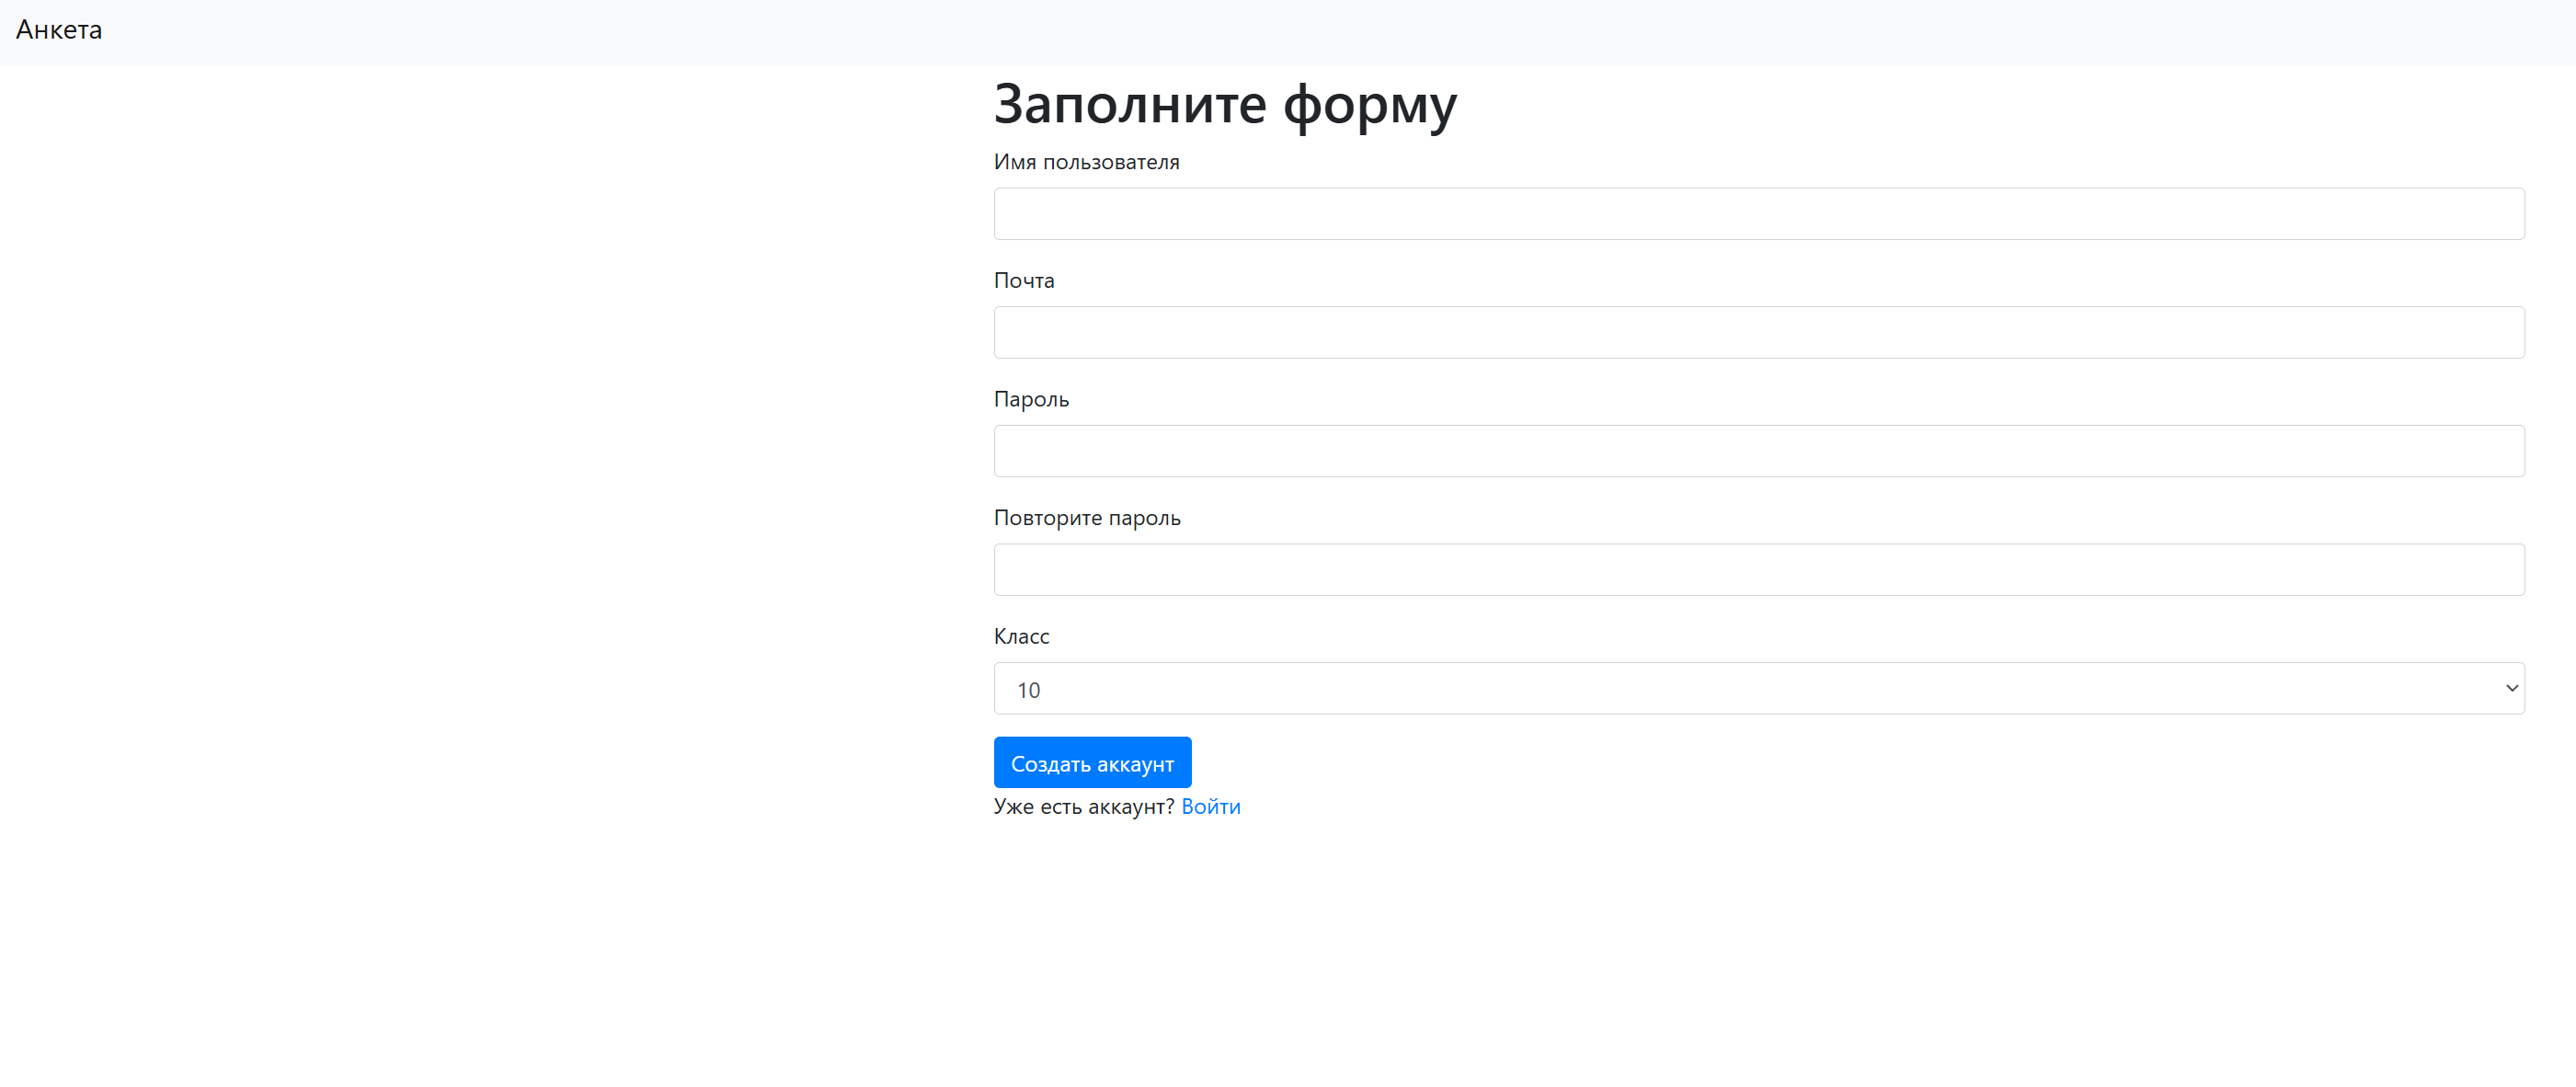 Анкета
Заполните форму
Имя пользователя
Почта
Пароль
Повторите пароль
Класс
10
Создать аккаунт
Уже есть аккаунт? Войти